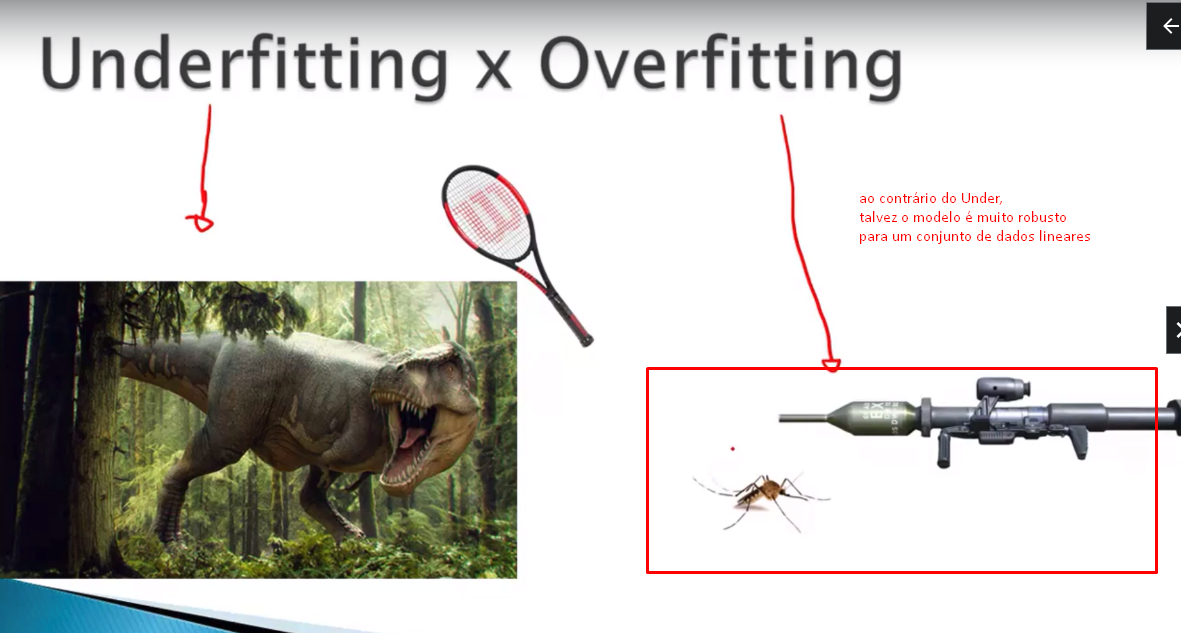 Underfitting x Overfitting
ao contrário do Under,
talvez o modelo é muito robusto
para um conjunto de dados lineares